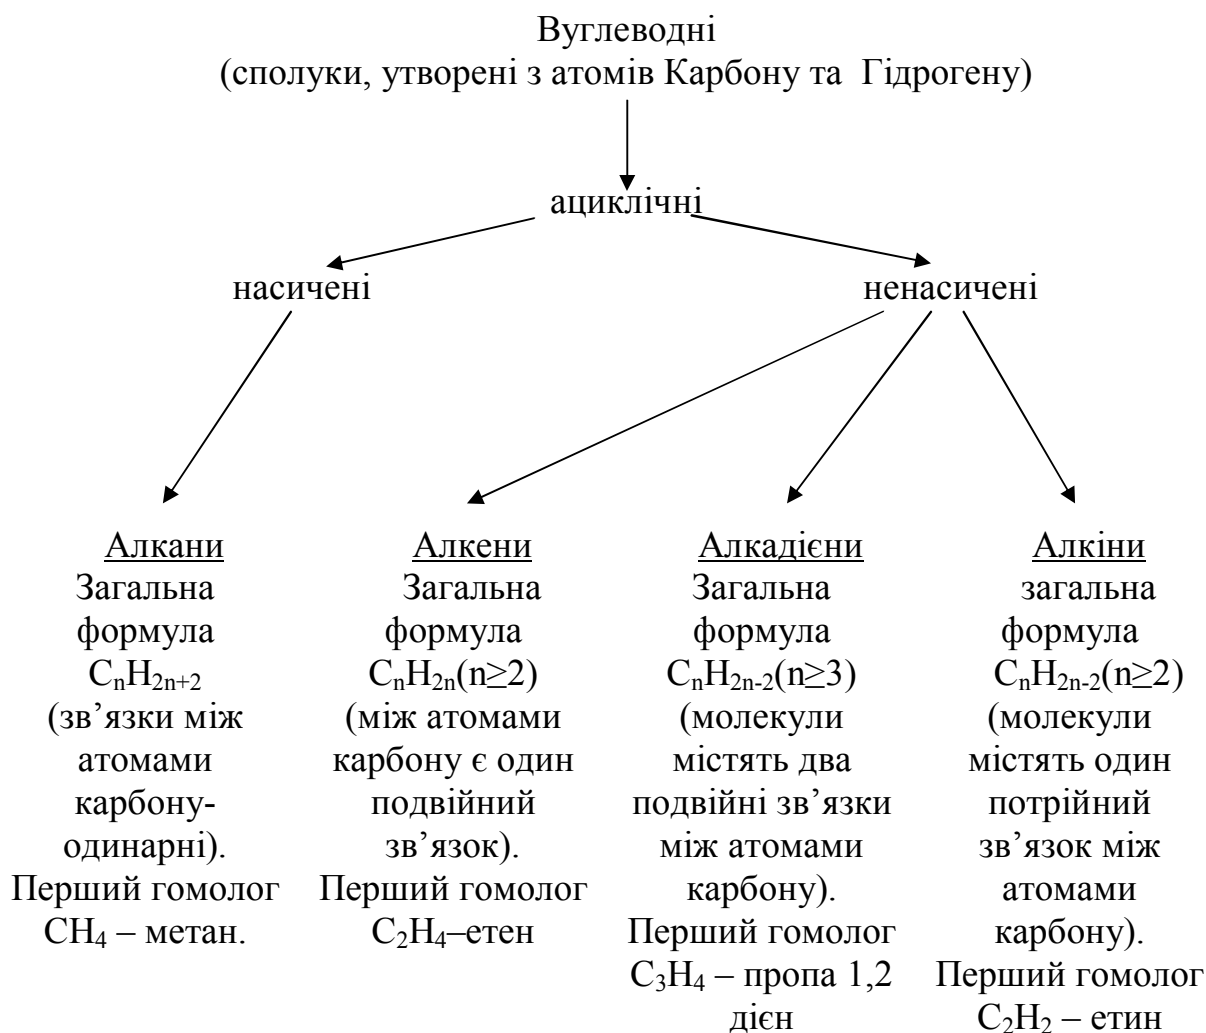 Вуглеводні
(сполуки, утворені з атомів Карбону та Гідрогену)
ациклічні
насичені
ненасичені
Алкани
Загальна
формула
CₙH₂ₙ₊₂
(зв’язки між
атомами
карбону-
одинарні).
Перший гомолог
CH₄ – метан.
Алкени
Загальна
формула
CₙH₂ₙ(n≥2)
(між атомами
карбону є один
подвійний
зв’язок).
Перший гомолог
C₂H₄–етен
Алкадієни
Загальна
формула
CₙH₂ₙ₋₂(n≥3)
(молекули
містять два
подвійні зв’язки
між атомами
карбону).
Перший гомолог
C₃H₄ – пропа 1,2
дієн
Алкіни
загальна
формула
CₙH₂ₙ₋₂(n≥2)
(молекули
містять один
потрійний
зв’язок між
атомами
карбону).
Перший гомолог
C₂H₂ – етин